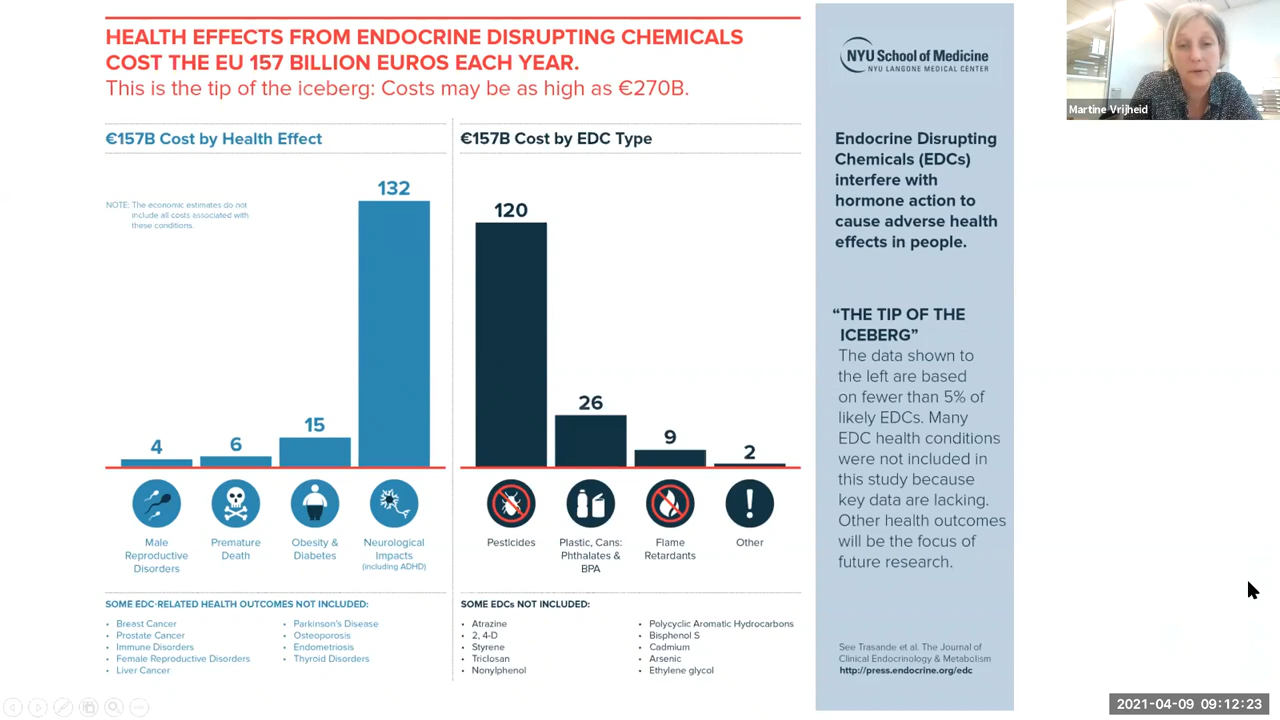 HEALTH EFFECTS FROM ENDOCRINE DISRUPTING CHEMICALS
COST THE EU 157 BILLION EUROS EACH YEAR.
This is the tip of the iceberg: Costs may be as high as €270B.
€157B Cost by Health Effect
NOTE: The economic estimates do not
include all costs associated with
these conditions.
4
6
15
132
Male
Reproductive
Disorders
Premature
Death
Obesity &
Diabetes
Neurological
Impacts
(including ADHD)
SOME EDC-RELATED HEALTH OUTCOMES NOT INCLUDED:
• Breast Cancer
• Prostate Cancer
• Immune Disorders
• Female Reproductive Disorders
• Liver Cancer
• Parkinson's Disease
• Osteoporosis
• Endometriosis
• Thyroid Disorders
€157B Cost by EDC Type
120
26
9
2
Pesticides
Plastic, Cans:
Phthalates &
BPA
Flame
Retardants
Other
SOME EDCs NOT INCLUDED:
• Atrazine
• 2, 4-D
• Styrene
• Triclosan
• Nonylphenol
• Polycyclic Aromatic Hydrocarbons
• Bisphenol S
• Cadmium
• Arsenic
• Ethylene glycol
NYU School of Medicine
NYU LANGONE MEDICAL CENTER
Endocrine Disrupting
Chemicals (EDCs)
interfere with
hormone action to
cause adverse health
effects in people.
“THE TIP OF THE
ICEBERG”
The data shown to
the left are based
on fewer than 5% of
likely EDCs. Many
EDC health conditions
were not included in
this study because
key data are lacking.
Other health outcomes
will be the focus of
future research.
See Trasande et al. The Journal of
Clinical Endocrinology & Metabolism
http://press.endocrine.org/edc
Martine Vrijheid
2021-04-09 09:12:23